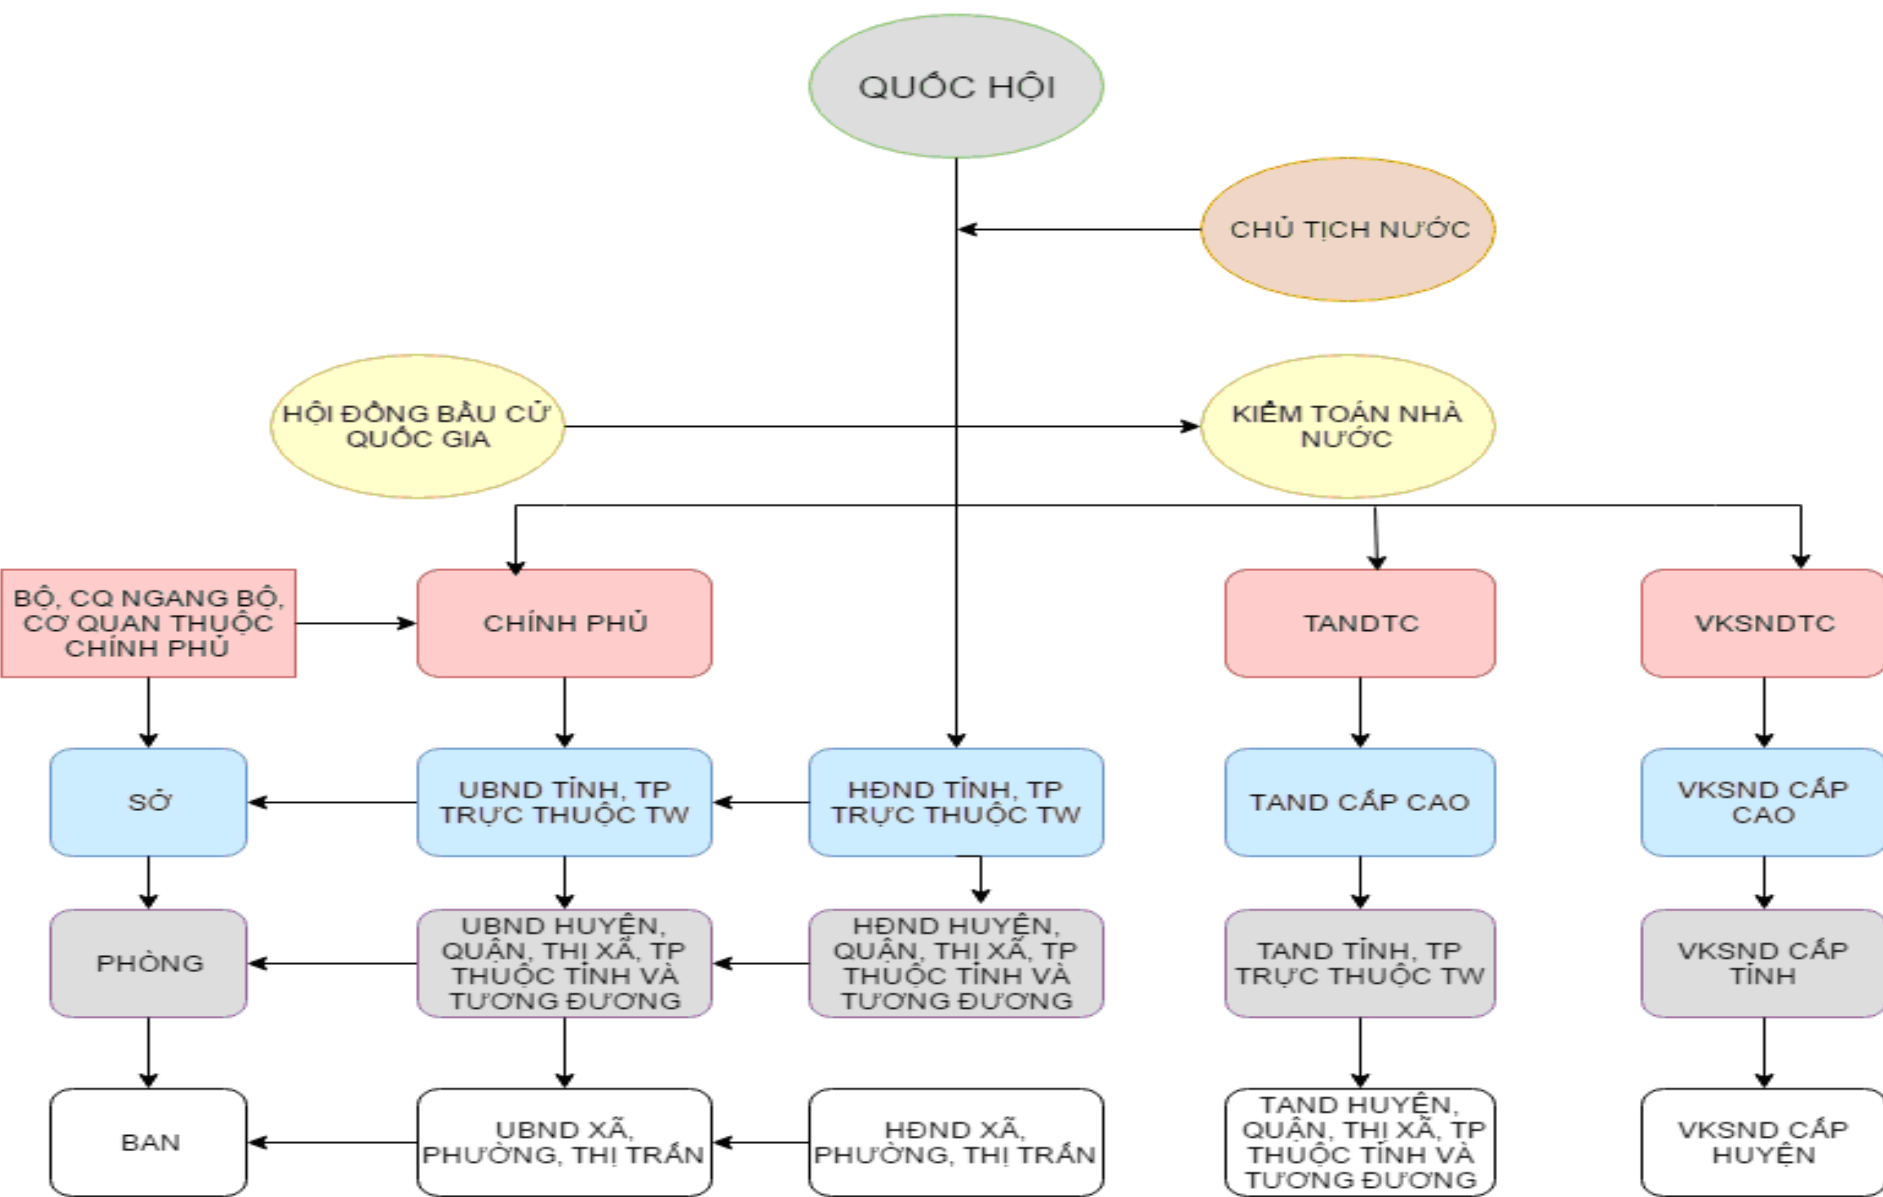 QUỐC HỘI
CHỦ TỊCH NƯỚC
HỘI ĐỒNG BẦU CỬ
QUỐC GIA
KIỂM TOÁN NHÀ
NƯỚC
BỘ, CQ NGANG BỘ,
CƠ QUAN THUỘC
CHÍNH PHỦ
CHÍNH PHỦ
TANDTC
VKSNDTC
SỞ
UBND TỈNH, TP
TRỰC THUỘC TW
HĐND TỈNH, TP
TRỰC THUỘC TW
TAND CẤP CAO
VKSND CẤP
CAO
PHÒNG
UBND HUYỆN,
QUẬN, THỊ XÃ, TP
THUỘC TỈNH VÀ
TƯƠNG ĐƯƠNG
HĐND HUYỆN,
QUẬN, THỊ XÃ, TP
THUỘC TỈNH VÀ
TƯƠNG ĐƯƠNG
TAND TỈNH, TP
TRỰC THUỘC TW
VKSND CẤP
TỈNH
BAN
UBND XÃ,
PHƯỜNG, THỊ TRẤN
HĐND XÃ,
PHƯỜNG, THỊ TRẤN
TAND HUYỆN,
QUẬN, THỊ XÃ, TP
THUỘC TỈNH VÀ
TƯƠNG ĐƯƠNG
VKSND CẤP
HUYỆN